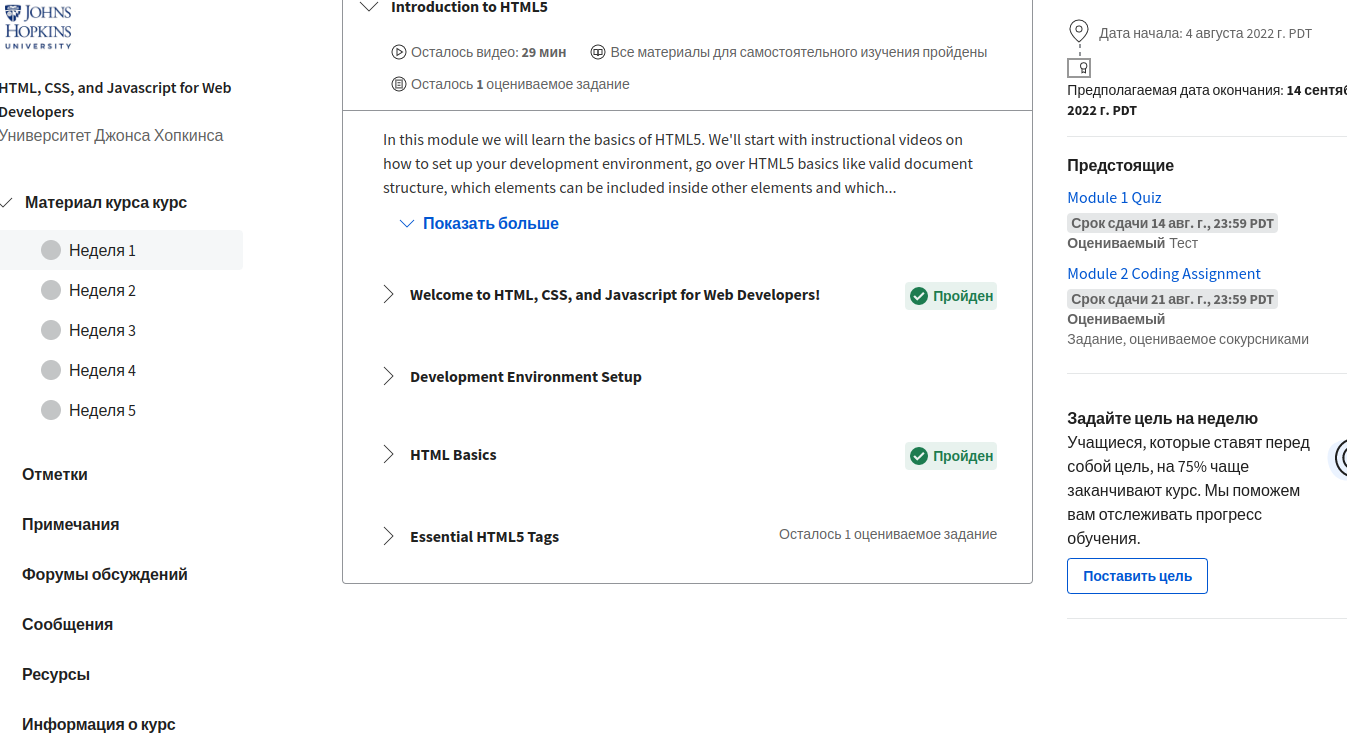 JOHNS
HOPKINS
UNIVERSITY
HTML, CSS, and Javascript for Web
Developers
Университет Джонса Хопкинса
Материал курса курс
Неделя 1
Неделя 2
Неделя 3
Неделя 4
Неделя 5
Отметки
Примечания
Форумы обсуждений
Сообщения
Ресурсы
Информация о курс
Introduction to HTML5
Осталось видео: 29 мин
Все материалы для самостоятельного изучения пройдены
Осталось 1 оцениваемое задание
In this module we will learn the basics of HTML5. We'll start with instructional videos on
how to set up your development environment, go over HTML5 basics like valid document
structure, which elements can be included inside other elements and which...
Показать больше
Welcome to HTML, CSS, and Javascript for Web Developers!
Пройден
Development Environment Setup
HTML Basics
Пройден
Essential HTML5 Tags
Осталось 1 оцениваемое задание
Дата начала: 4 августа 2022 г. PDT
Предполагаемая дата окончания: 14 сентяб
2022 г. PDT
Предстоящие
Module 1 Quiz
Срок сдачи 14 авг. г., 23:59 PDT
Оцениваемый Тест
Module 2 Coding Assignment
Срок сдачи 21 авг. г., 23:59 PDT
Оцениваемый
Задание, оцениваемое сокурсниками
Задайте цель на неделю
Учащиеся, которые ставят перед
собой цель, на 75% чаще
заканчивают курс. Мы поможем
вам отслеживать прогресс
обучения.
Поставить цель